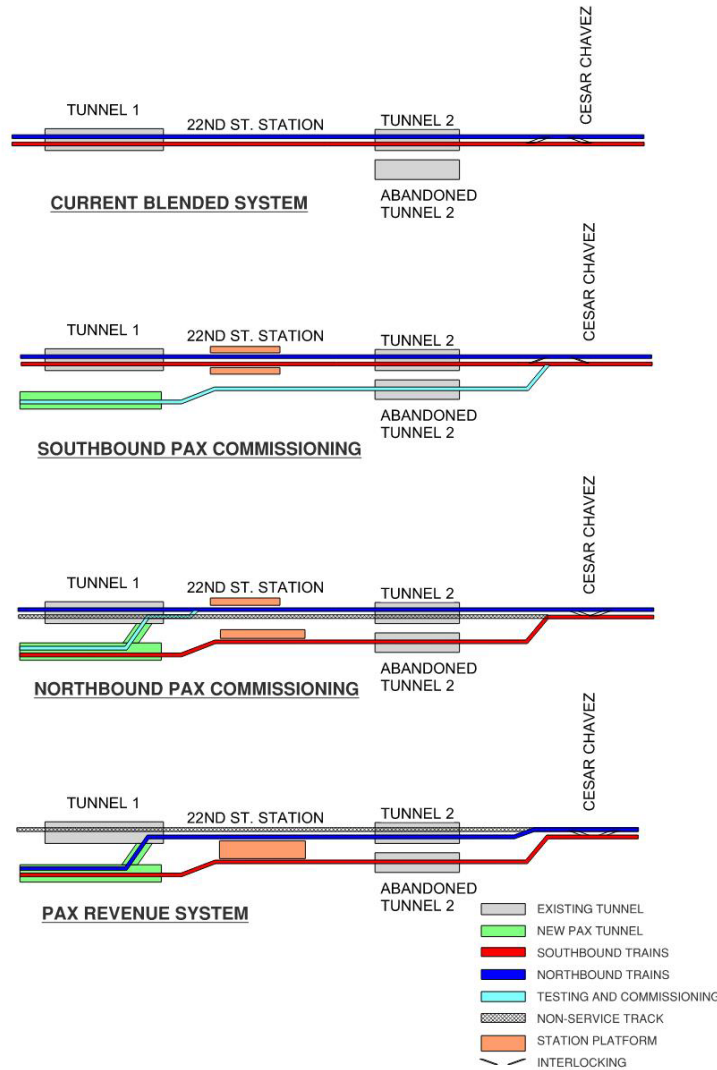 CESAR CHAVEZ
TUNNEL 1
22ND ST. STATION
TUNNEL 2
ABANDONED
TUNNEL 2
CURRENT BLENDED SYSTEM
CESAR CHAVEZ
TUNNEL 1
22ND ST. STATION
TUNNEL 2
ABANDONED
TUNNEL 2
SOUTHBOUND PAX COMMISSIONING
CESAR CHAVEZ
TUNNEL 1
22ND ST. STATION
TUNNEL 2
ABANDONED
TUNNEL 2
NORTHBOUND PAX COMMISSIONING
CESAR CHAVEZ
TUNNEL 1
22ND ST. STATION
TUNNEL 2
ABANDONED
TUNNEL 2
PAX REVENUE SYSTEM
EXISTING TUNNEL
NEW PAX TUNNEL
SOUTHBOUND TRAINS
NORTHBOUND TRAINS
TESTING AND COMMISSIONING
NON-SERVICE TRACK
STATION PLATFORM
INTERLOCKING